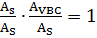 A_S/A_S · A_VBC/A_S = 1